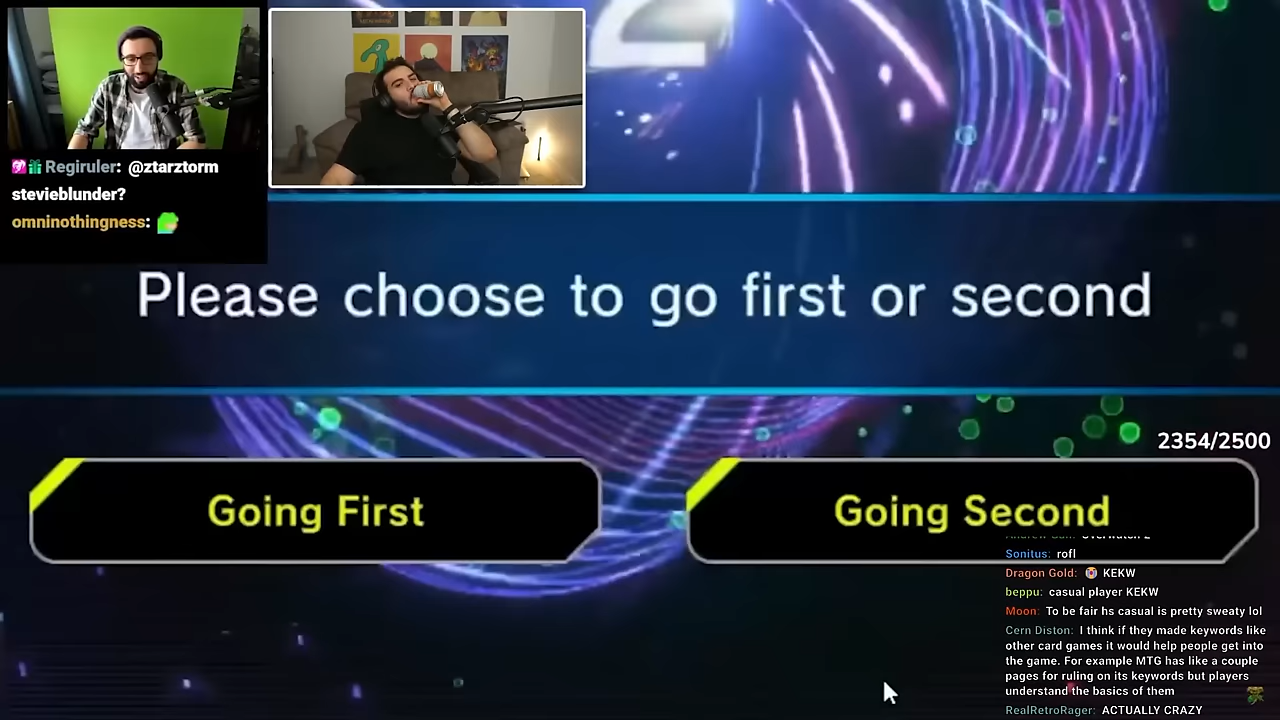 Regiruler: @ztarztorm
stevieblunder?
omninothingness:
Please choose to go first or second
2354/2500
Going First
Going Second
Sonitus: rofl
Dragon Gold: KEKW
beppu: casual player KEKW
Moon: To be fair hs casual is pretty sweaty lol
Cern Diston: I think if they made keywords like
other card games it would help people get into
the game. For example MTG has like a couple
pages for ruling on its keywords but players
understand the basics of them
RealRetroRager: ACTUALLY CRAZY